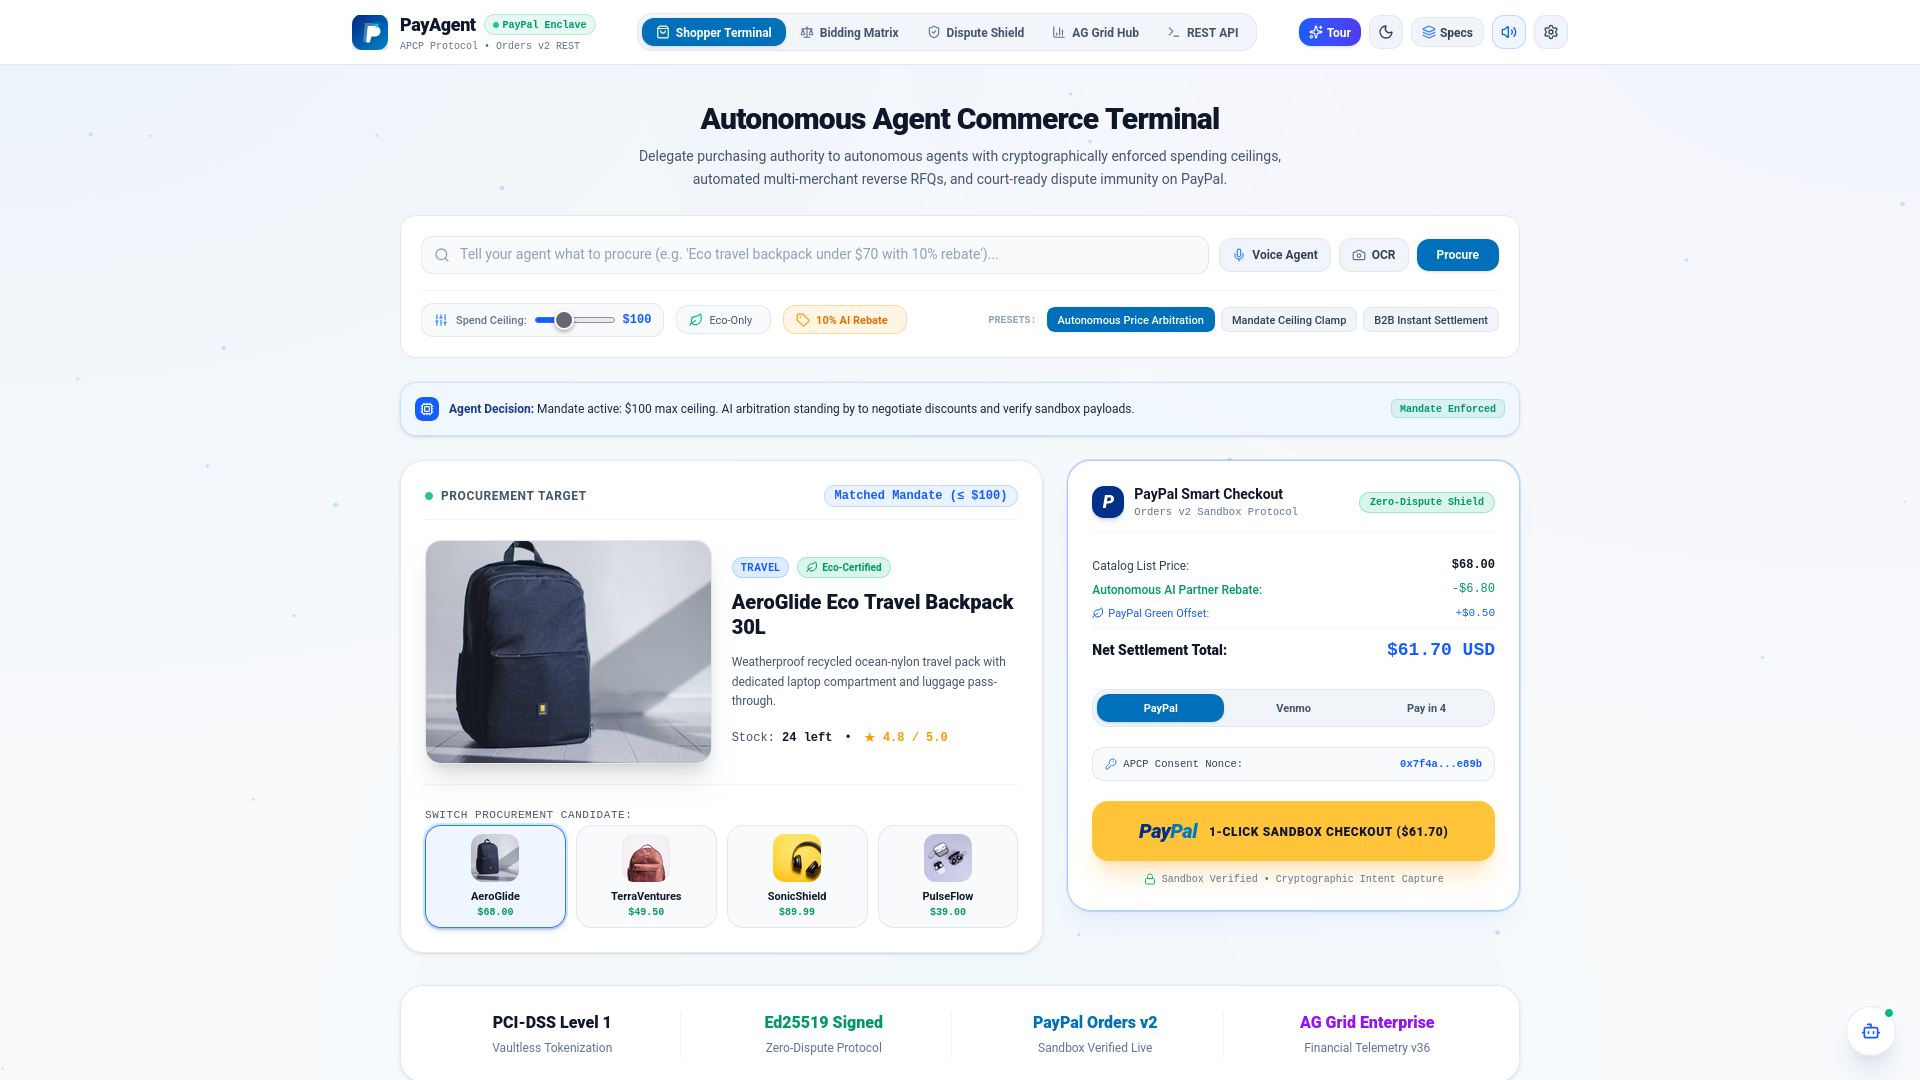 PayAgent
PayPal Enclave
APCP Protocol • Orders v2 REST
Shopper Terminal
Bidding Matrix
Dispute Shield
AG Grid Hub
REST API
Tour
Specs
Autonomous Agent Commerce Terminal
Delegate purchasing authority to autonomous agents with cryptographically enforced spending ceilings,
automated multi-merchant reverse RFQs, and court-ready dispute immunity on PayPal.
Tell your agent what to procure (e.g. 'Eco travel backpack under $70 with 10% rebate')...
Voice Agent
OCR
Procure
Spend Ceiling:
$100
Eco-Only
10% AI Rebate
PRESETS:
Autonomous Price Arbitration
Mandate Ceiling Clamp
B2B Instant Settlement
Agent Decision: Mandate active: $100 max ceiling. AI arbitration standing by to negotiate discounts and verify sandbox payloads.
Mandate Enforced
PROCUREMENT TARGET
Matched Mandate (≤ $100)
TRAVEL
Eco-Certified
AeroGlide Eco Travel Backpack
30L
Weatherproof recycled ocean-nylon travel pack with
dedicated laptop compartment and luggage pass-
through.
Stock: 24 left • ★ 4.8 / 5.0
SWITCH PROCUREMENT CANDIDATE:
AeroGlide
$68.00
TerraVentures
$49.50
SonicShield
$89.99
PulseFlow
$39.00
PayPal Smart Checkout
Orders v2 Sandbox Protocol
Zero-Dispute Shield
Catalog List Price:
$68.00
Autonomous AI Partner Rebate:
-$6.80
PayPal Green Offset:
+$0.50
Net Settlement Total:
$61.70 USD
PayPal
Venmo
Pay in 4
APCP Consent Nonce:
0x7f4a...e89b
PayPal 1-CLICK SANDBOX CHECKOUT ($61.70)
Sandbox Verified • Cryptographic Intent Capture
PCI-DSS Level 1
Vaultless Tokenization
Ed25519 Signed
Zero-Dispute Protocol
PayPal Orders v2
Sandbox Verified Live
AG Grid Enterprise
Financial Telemetry v36